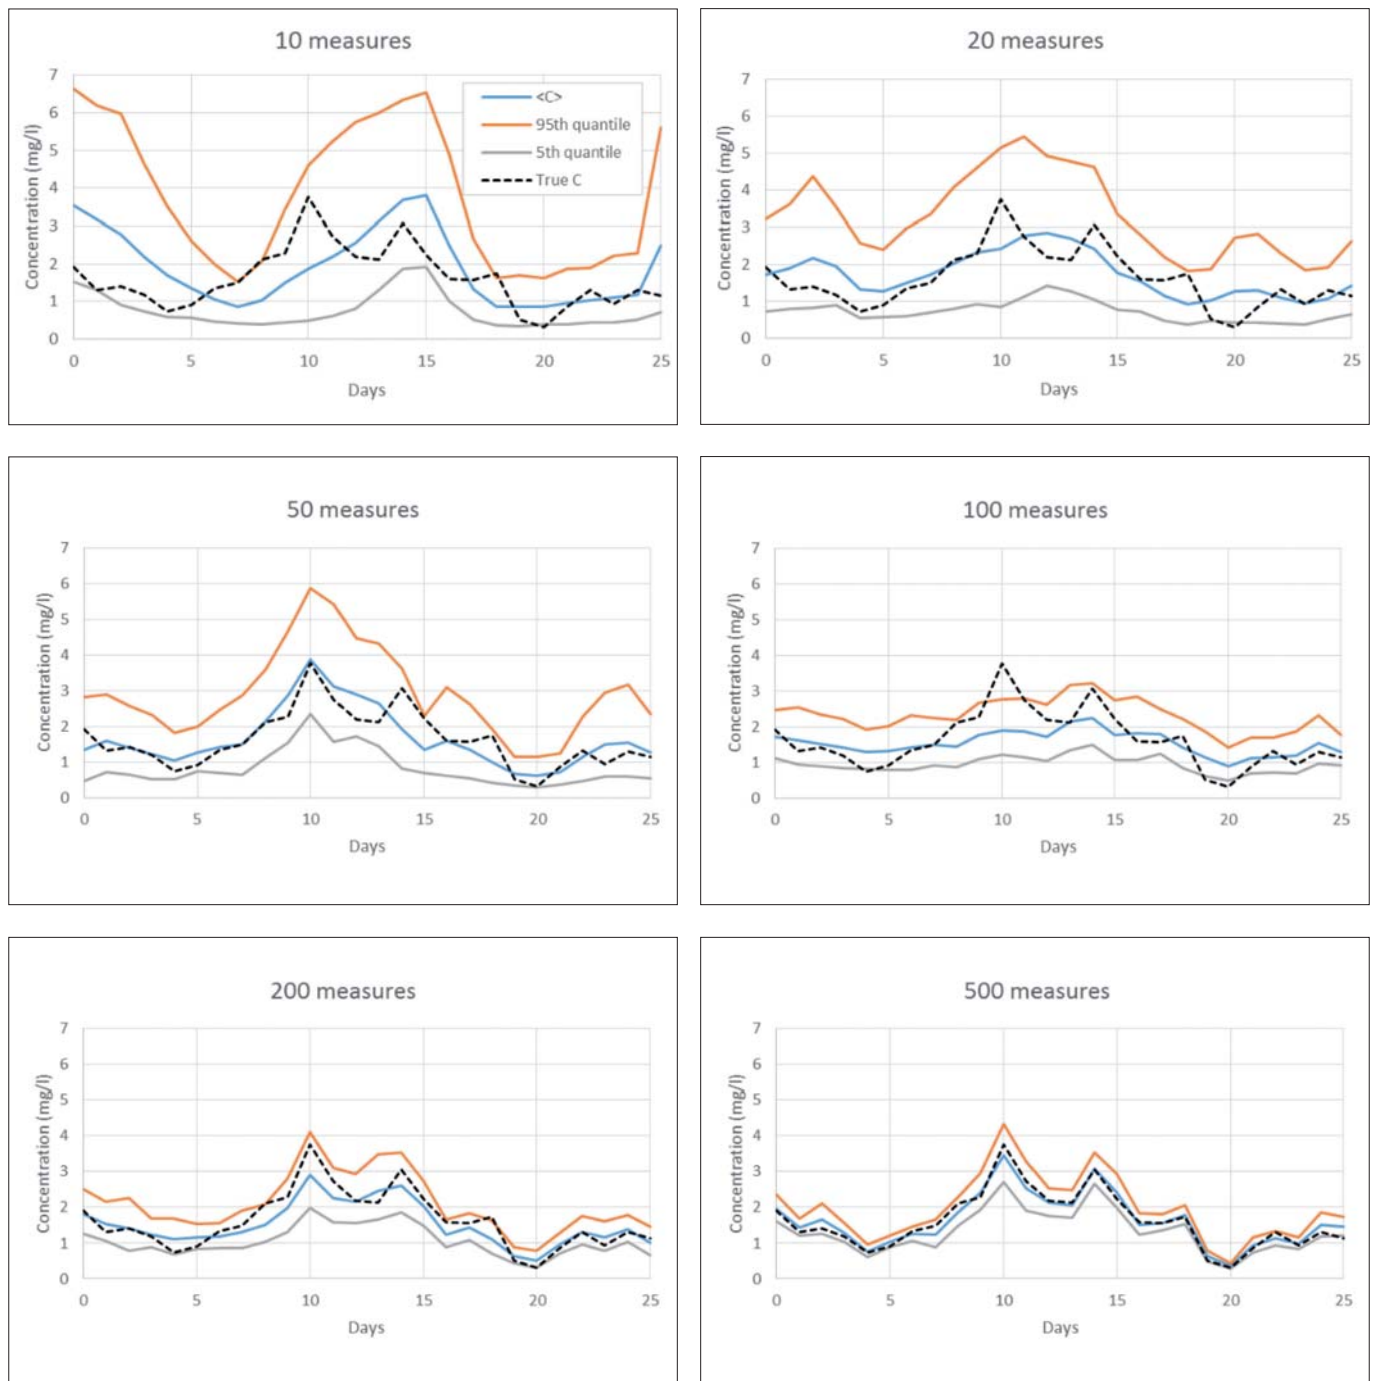 10 measures
7
6
5
4
3
2
1
0
Concentration (mg/l)
<C>
95th quantile
5th quantile
True C
0 5 10 15 20 25
Days
20 measures
7
6
5
4
3
2
1
0
Concentration (mg/l)
0 5 10 15 20 25
Days
50 measures
7
6
5
4
3
2
1
0
Concentration (mg/l)
0 5 10 15 20 25
Days
100 measures
7
6
5
4
3
2
1
0
Concentration (mg/l)
0 5 10 15 20 25
Days
200 measures
7
6
5
4
3
2
1
0
Concentration (mg/l)
0 5 10 15 20 25
Days
500 measures
7
6
5
4
3
2
1
0
Concentration (mg/l)
0 5 10 15 20 25
Days